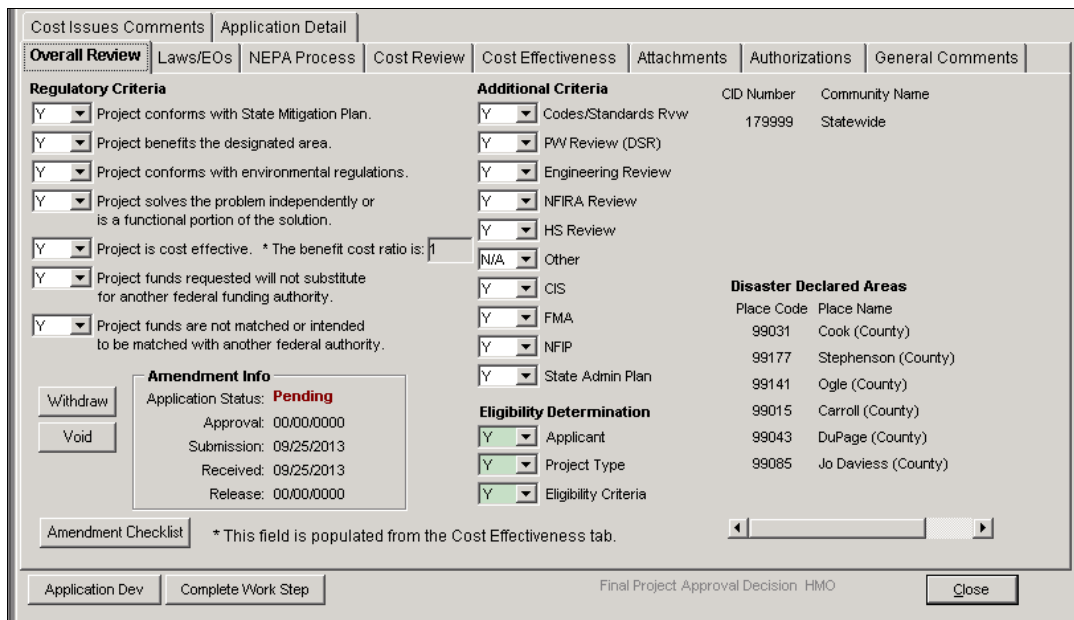 Cost Issues Comments Application Detail
Overall Review Laws/EOs NEPA Process Cost Review Cost Effectiveness Attachments Authorizations General Comments
Regulatory Criteria
Y Project conforms with State Mitigation Plan.
Y Project benefits the designated area.
Y Project conforms with environmental regulations.
Y Project solves the problem independently or
is a functional portion of the solution.
Y Project is cost effective. * The benefit cost ratio is: 1
Y Project funds requested will not substitute
for another federal funding authority.
Y Project funds are not matched or intended
to be matched with another federal authority.
Withdraw
Void
Amendment Info
Application Status: Pending
Approval: 00/00/0000
Submission: 09/25/2013
Received: 09/25/2013
Release: 00/00/0000
Amendment Checklist
* This field is populated from the Cost Effectiveness tab.
Additional Criteria
Y Codes/Standards Rvw
Y PW Review (DSR)
Y Engineering Review
Y NFIRA Review
Y HS Review
N/A Other
Y CIS
Y FMA
Y NFIP
Y State Admin Plan
Eligibility Determination
Y Applicant
Y Project Type
Y Eligibility Criteria
CID Number Community Name
179999 Statewide
Disaster Declared Areas
Place Code Place Name
99031 Cook (County)
99177 Stephenson (County)
99141 Ogle (County)
99015 Carroll (County)
99043 DuPage (County)
99085 Jo Daviess (County)
Application Dev Complete Work Step Final Project Approval Decision HMO Close